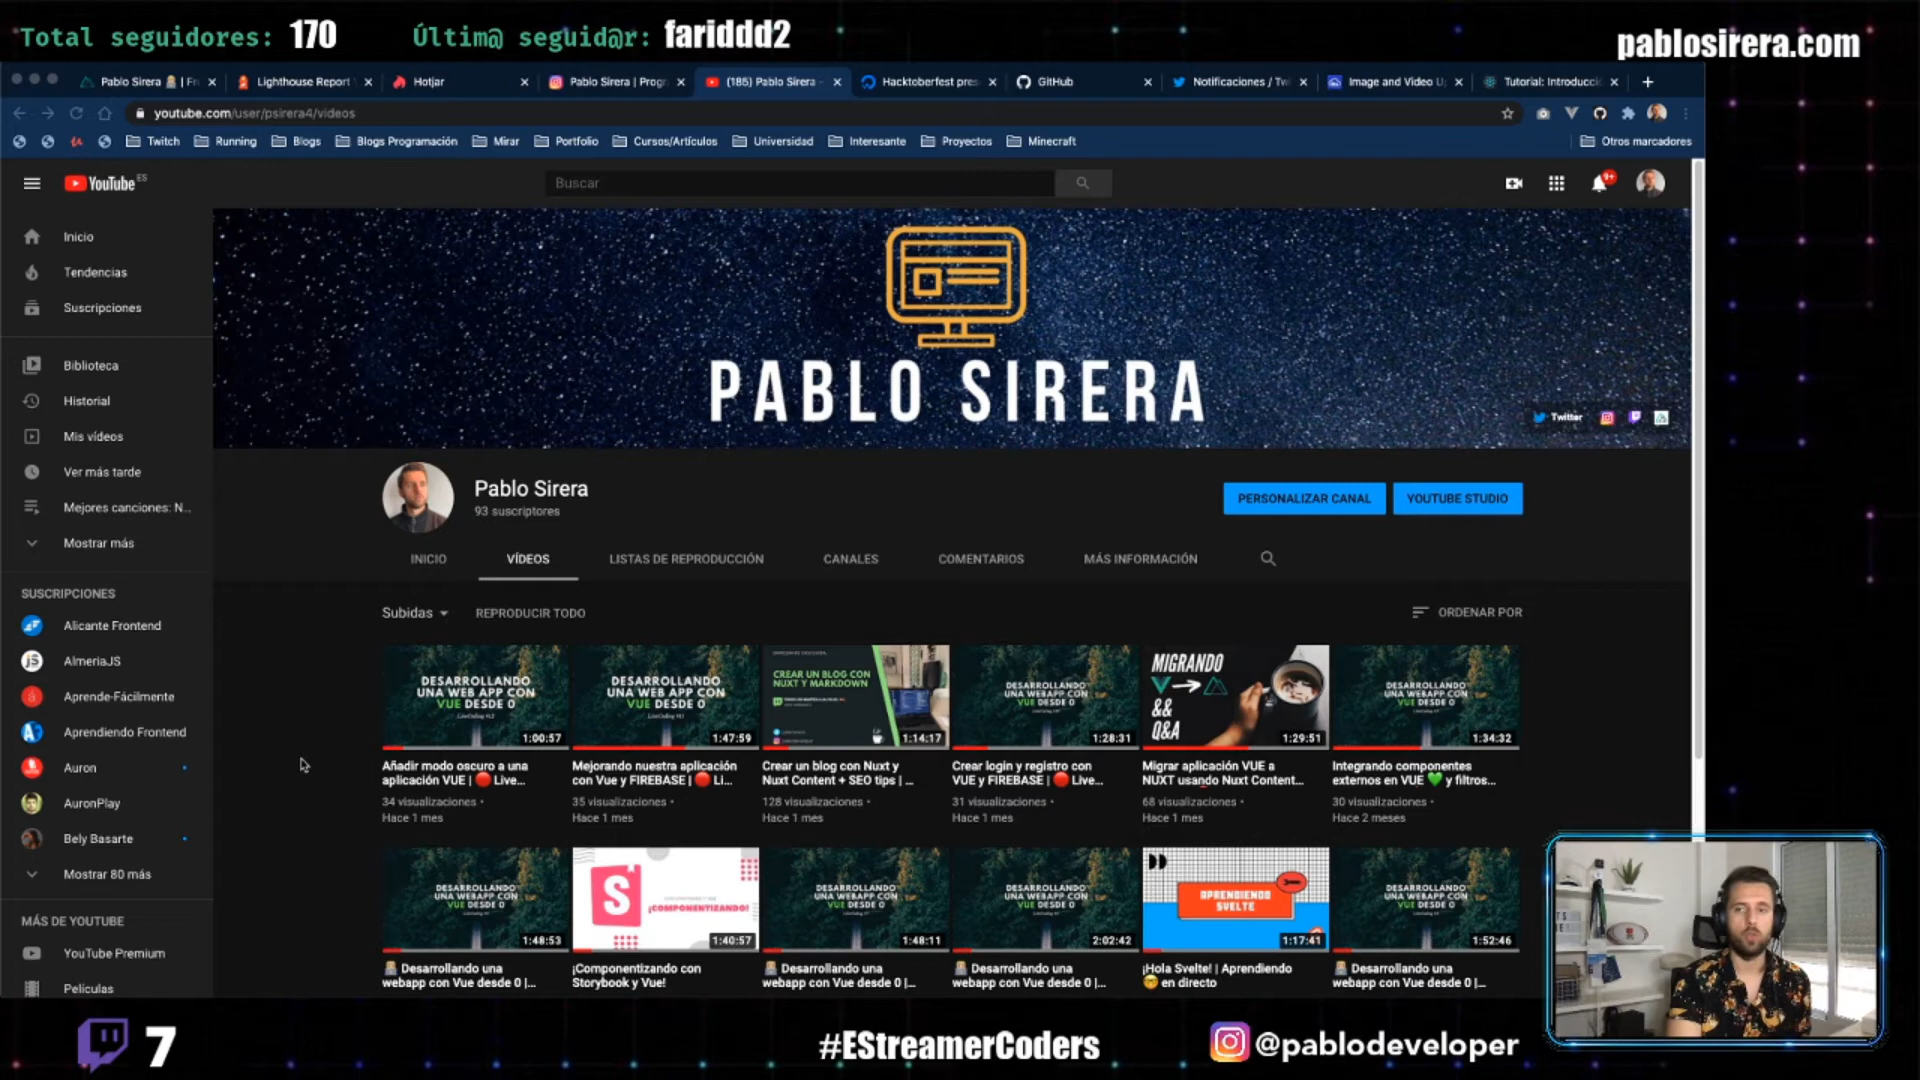 Total seguidores: 170
Últim@ seguid@r: fariddd2
pablosirera.com
Pablo Sirera | Fr
Lighthouse Report
Hotjar
Pablo Sirera | Progr
(185) Pablo Sirera -
Hacktoberfest pres
GitHub
Notificaciones / Tw
Image and Video U
Tutorial: Introducci
youtube.com/user/psirera4/videos
Twitch
Running
Blogs
Blogs Programación
Mirar
Portfolio
Cursos/Artículos
Universidad
Interesante
Proyectos
Minecraft
Otros marcadores
YouTube ES
Buscar
9+
Inicio
Tendencias
Suscripciones
Biblioteca
Historial
Mis vídeos
Ver más tarde
Mejores canciones: N...
Mostrar más
SUSCRIPCIONES
Alicante Frontend
AlmeriaJS
Aprende-Fácilmente
Aprendiendo Frontend
Auron
AuronPlay
Bely Basarte
Mostrar 80 más
MÁS DE YOUTUBE
YouTube Premium
Películas
PABLO SIRERA
Twitter
Pablo Sirera
93 suscriptores
PERSONALIZAR CANAL
YOUTUBE STUDIO
INICIO
VÍDEOS
LISTAS DE REPRODUCCIÓN
CANALES
COMENTARIOS
MÁS INFORMACIÓN
Subidas
REPRODUCIR TODO
ORDENAR POR
DESARROLLANDO
UNA WEB APP CON
VUE DESDE 0
1:00:57
Añadir modo oscuro a una
aplicación VUE | 🔴 Live...
34 visualizaciones •
Hace 1 mes
DESARROLLANDO
UNA WEB APP CON
VUE DESDE 0
1:47:59
Mejorando nuestra aplicación
con Vue y FIREBASE | 🔴 Li...
35 visualizaciones •
Hace 1 mes
CREAR UN BLOG CON
NUXT Y MARKDOWN
1:14:17
Crear un blog con Nuxt y
Nuxt Content + SEO tips | ...
128 visualizaciones •
Hace 1 mes
DESARROLLANDO
UNA WEBAPP CON
VUE DESDE 0
1:28:31
Crear login y registro con
VUE y FIREBASE | 🔴 Live...
31 visualizaciones •
Hace 1 mes
MIGRANDO
&&
Q&A
1:29:51
Migrar aplicación VUE a
NUXT usando Nuxt Content...
68 visualizaciones •
Hace 1 mes
DESARROLLANDO
UNA WEBAPP CON
VUE DESDE 0
1:34:32
Integrando componentes
externos en VUE 💚 y filtros...
30 visualizaciones •
Hace 2 meses
DESARROLLANDO
UNA WEBAPP CON
VUE DESDE 0
1:48:53
Desarrollando una
webapp con Vue desde 0 |...
S
¡COMPONENTIZANDO!
1:40:57
¡Componentizando con
Storybook y Vue!
DESARROLLANDO
UNA WEBAPP CON
VUE DESDE 0
1:48:11
Desarrollando una
webapp con Vue desde 0 |...
DESARROLLANDO
UNA WEBAPP CON
VUE DESDE 0
2:02:42
Desarrollando una
webapp con Vue desde 0 |...
APRENDIENDO
SVELTE
1:17:41
¡Hola Svelte! | Aprendiendo
🤓 en directo
DESARROLLANDO
UNA WEBAPP CON
VUE DESDE 0
1:52:46
Desarrollando una
webapp con Vue desde 0 |...
7
#EStreamerCoders
@pablodeveloper